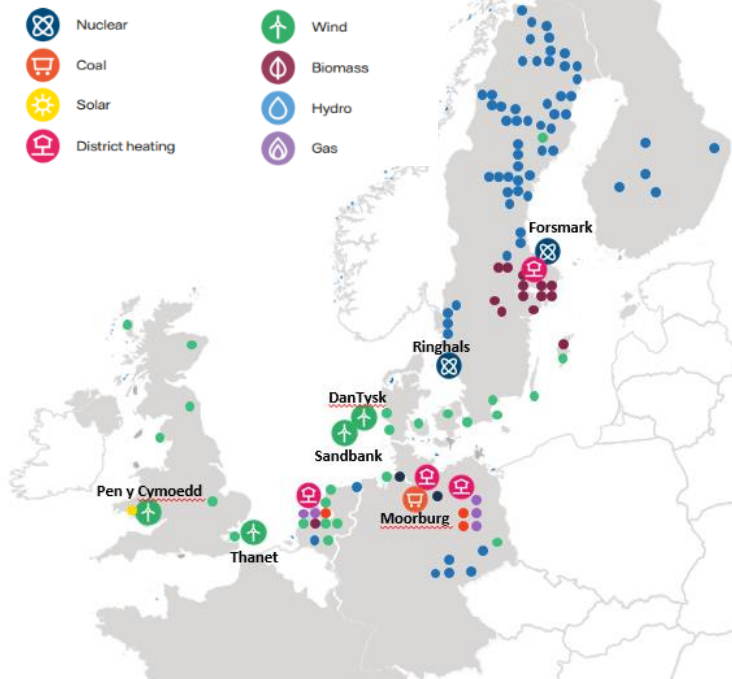 Nuclear
Wind
Coal
Biomass
Solar
Hydro
District heating
Gas
Forsmark
Ringhals
DanTysk
Sandbank
Pen y Cymoedd
Moorburg
Thanet